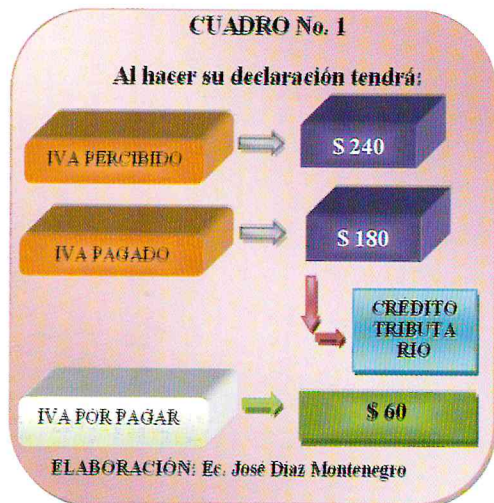 CUADRO No. 1
Al hacer su declaración tendrá:
IVA PERCIBIDO
$ 240
IVA PAGADO
$ 180
CRÉDITO
TRIBUTA
RIO
IVA POR PAGAR
$ 60
ELABORACIÓN: Ec. José Díaz Montenegro